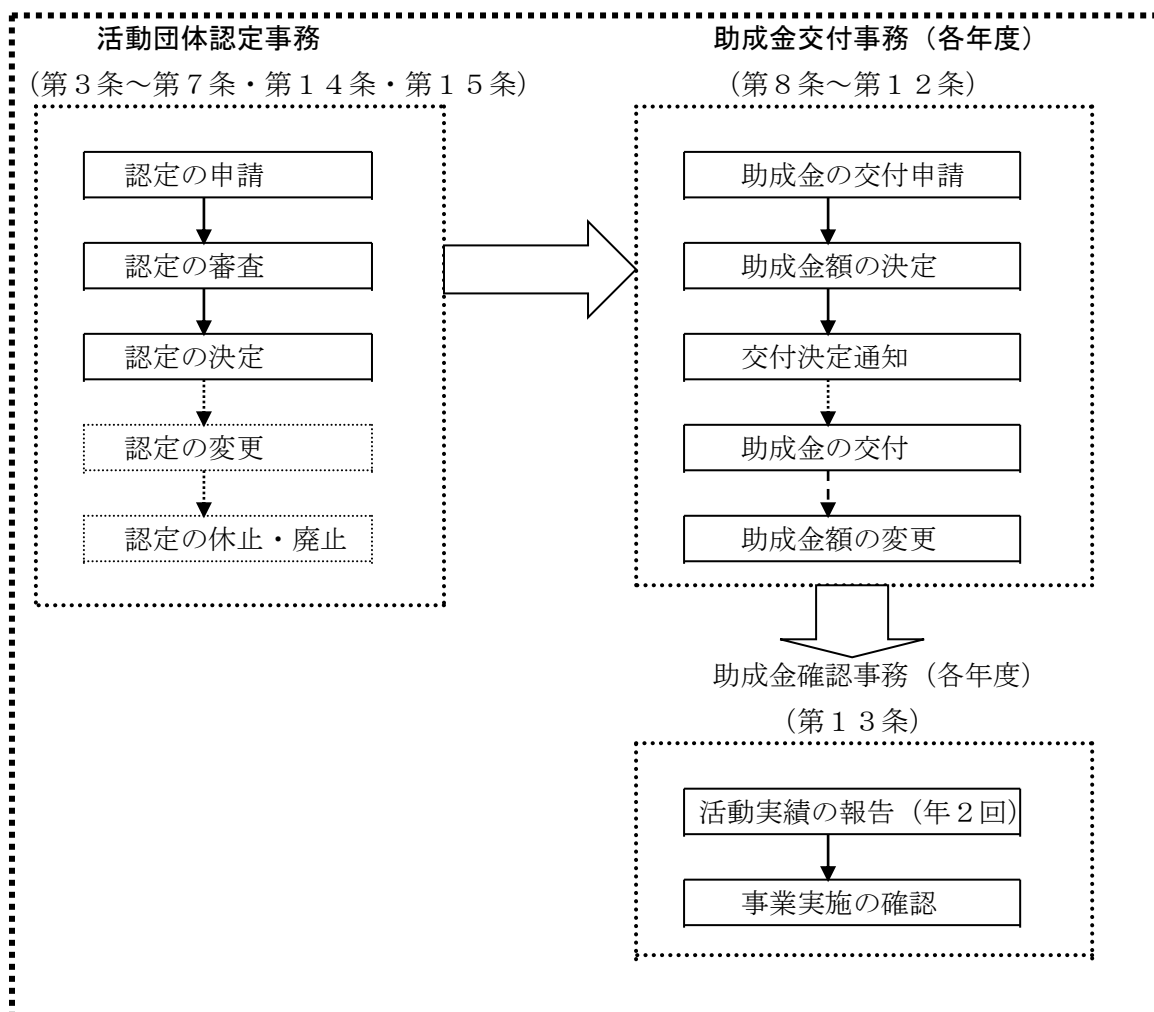 活動団体認定事務
（第３条～第７条・第１４条・第１５条）
認定の申請
認定の審査
認定の決定
認定の変更
認定の休止・廃止
助成金交付事務（各年度）
（第８条～第１２条）
助成金の交付申請
助成金額の決定
交付決定通知
助成金の交付
助成金額の変更
助成金確認事務（各年度）
（第１３条）
活動実績の報告（年２回）
事業実施の確認